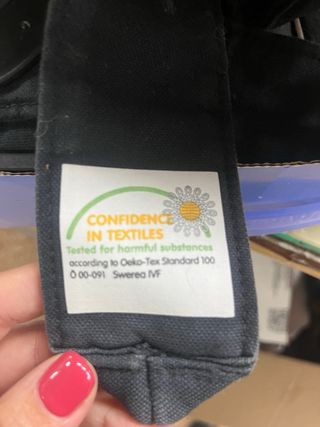 CONFIDENCE
IN TEXTILES
Tested for harmful substances
according to Oeko-Tex Standard 100
Ö 00-091 Swerea IVF